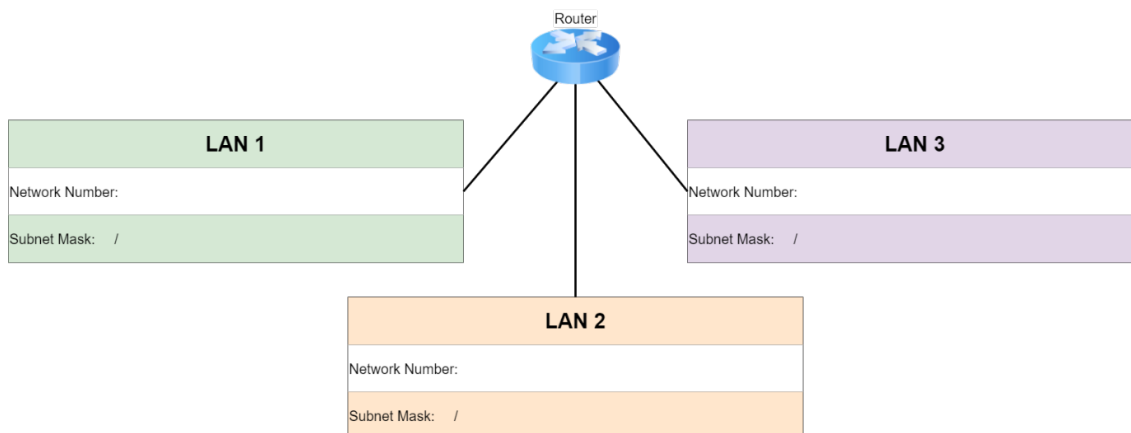 Router
LAN 1
Network Number:
Subnet Mask: /
LAN 3
Network Number:
Subnet Mask: /
LAN 2
Network Number:
Subnet Mask: /